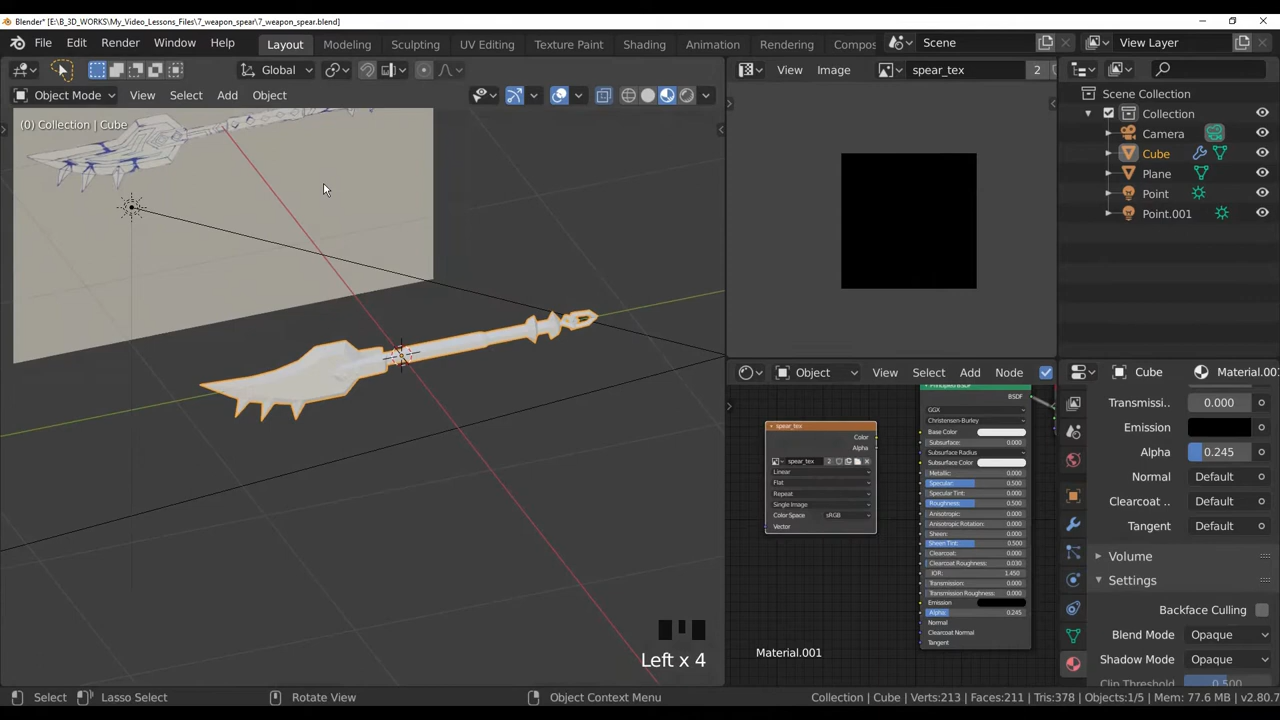 Blender* [E:\B_3D_WORKS\My_Video_Lessons_Files\7_weapon_spear\7_weapon_spear.blend]
File Edit Render Window Help Layout Modeling Sculpting UV Editing Texture Paint Shading Animation Rendering Compos Scene View Layer
Global View Image spear_tex 2
Object Mode View Select Add Object
(0) Collection | Cube
Scene Collection
Collection
Camera
Cube
Plane
Point
Point.001
Object View Select Add Node
Cube Material.001
Principled BSDF
BSDF
GGX
Christensen-Burley
Base Color
Subsurface: 0.000
Subsurface Radius
Subsurface Color
Metallic: 0.000
Specular: 0.500
Specular Tint: 0.000
Roughness: 0.500
Anisotropic: 0.000
Anisotropic Rotation: 0.000
Sheen: 0.000
Sheen Tint: 0.500
Clearcoat: 0.000
Clearcoat Roughness: 0.030
IOR: 1.450
Transmission: 0.000
Transmission Roughness: 0.000
Emission
Alpha: 0.245
Normal
Clearcoat Normal
Tangent
spear_tex
Color
Alpha
spear_tex 2
Linear
Flat
Repeat
Single Image
Color Space sRGB
Vector
Material.001
Transmissi.. 0.000
Emission
Alpha 0.245
Normal Default
Clearcoat .. Default
Tangent Default
Volume
Settings
Backface Culling
Blend Mode Opaque
Shadow Mode Opaque
Clip Threshold 0.500
Left x 4
Select Lasso Select Rotate View Object Context Menu Collection | Cube | Verts:213 | Faces:211 | Tris:378 | Objects:1/5 | Mem: 77.6 MB | v2.80.7